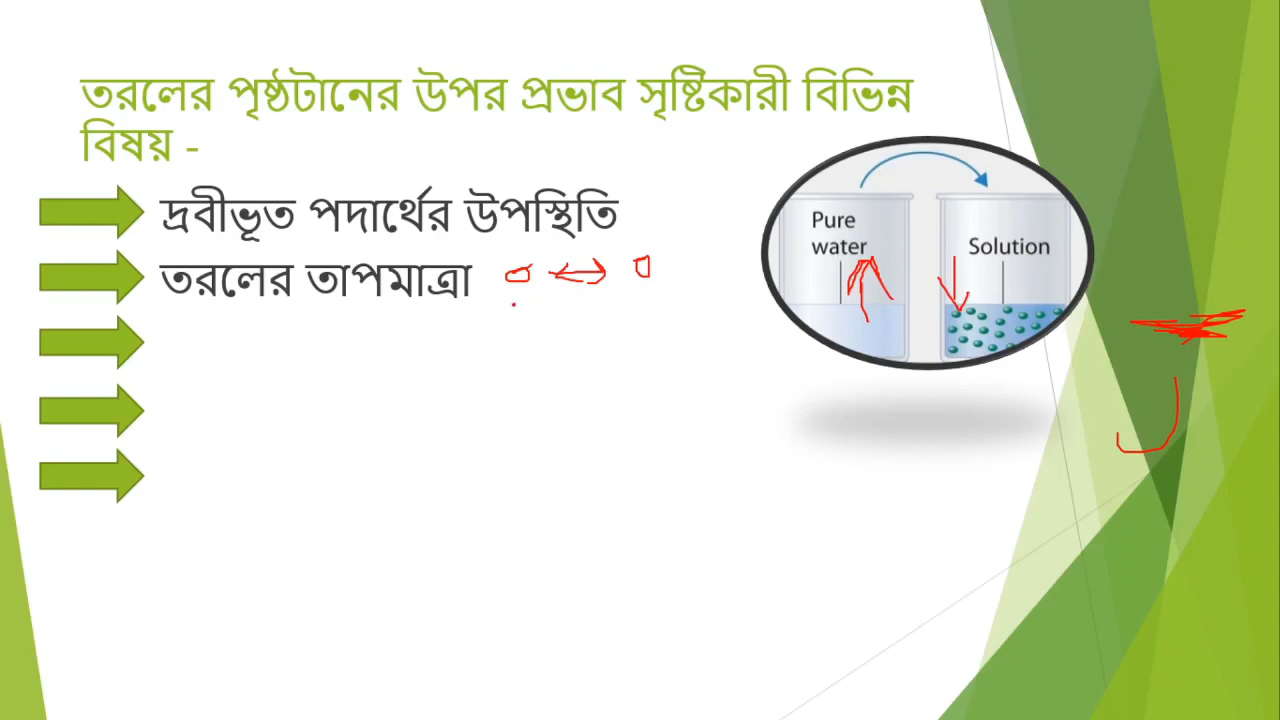 তরলের পৃষ্ঠটানের উপর প্রভাব সৃষ্টিকারী বিভিন্ন
বিষয় -
দ্রবীভূত পদার্থের উপস্থিতি
তরলের তাপমাত্রা
Pure
water
Solution